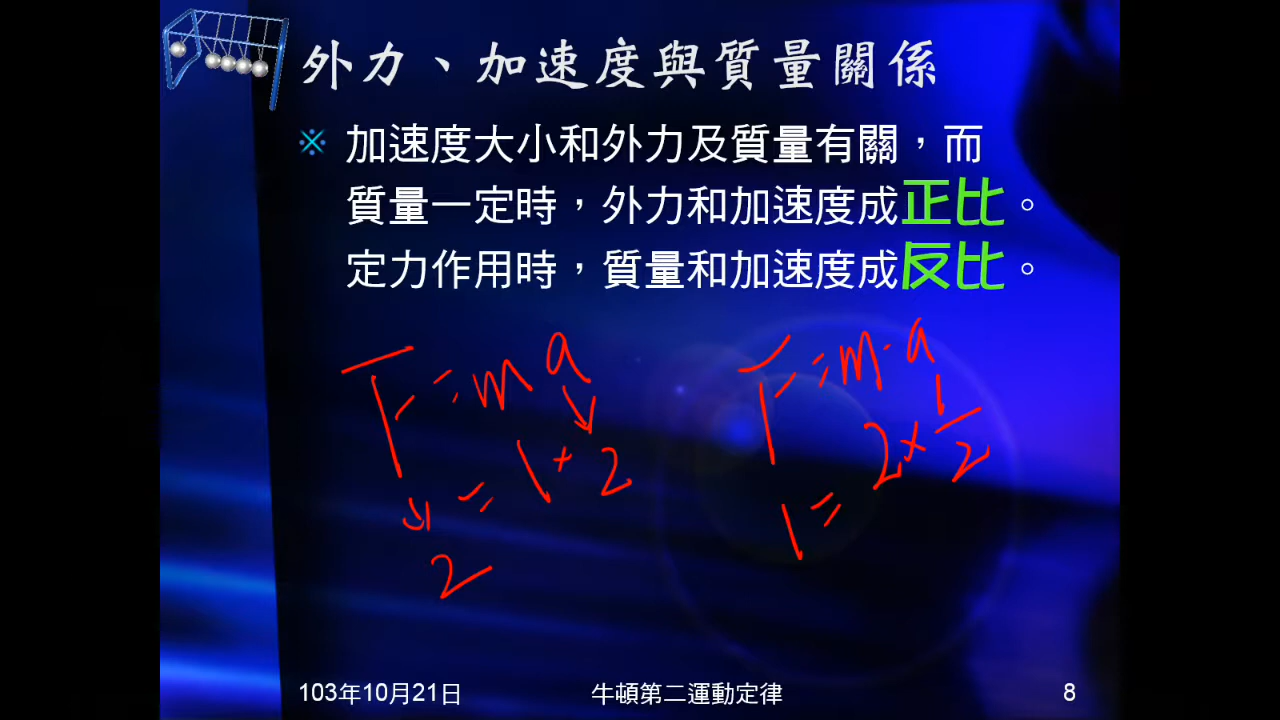 外力、加速度與質量關係
※ 加速度大小和外力及質量有關，而
質量一定時，外力和加速度成正比。
定力作用時，質量和加速度成反比。
F=ma
2=1×2
F=m·a
1=2×1/2
103年10月21日 牛頓第二運動定律 8